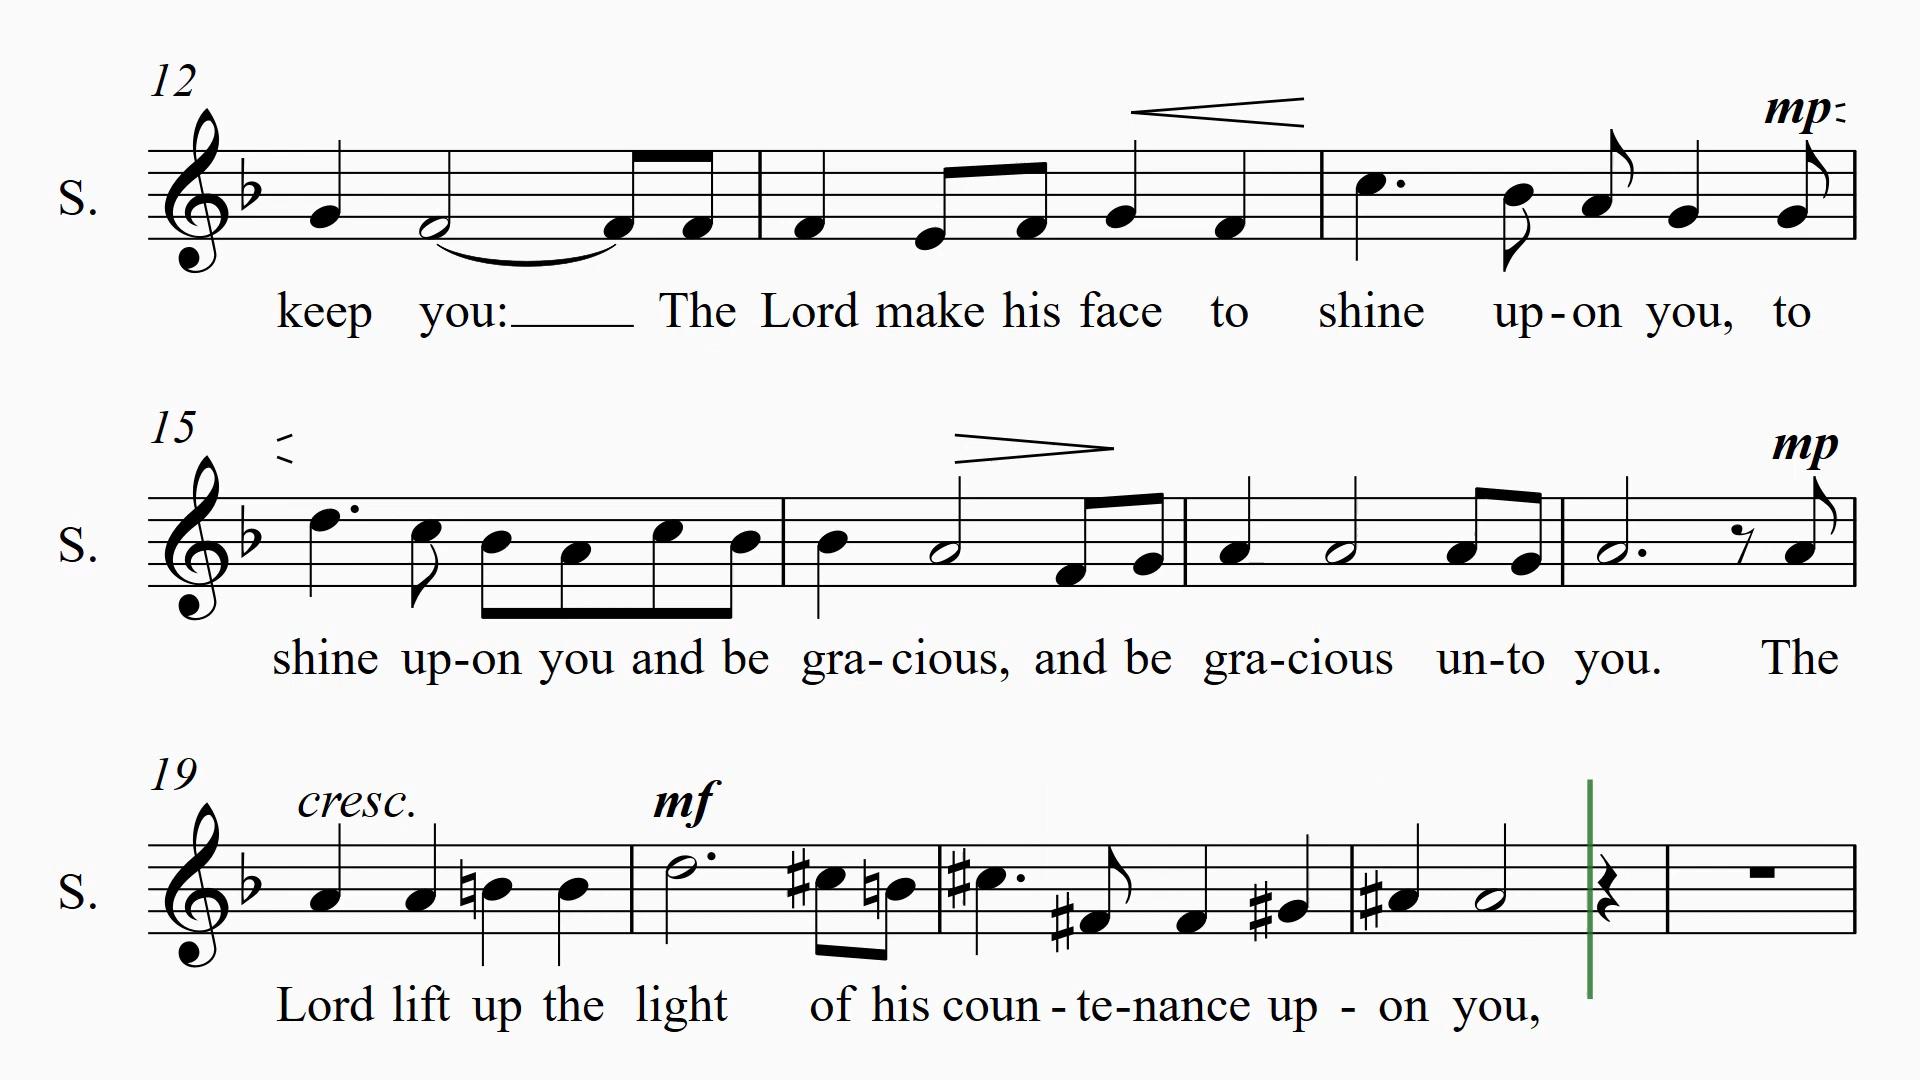 12
mp
S.
keep you: The Lord make his face to shine up-on you, to
15
mp
S.
shine up-on you and be gra-cious, and be gra-cious un-to you. The
19
cresc. mf
S.
Lord lift up the light of his coun-te-nance up-on you,